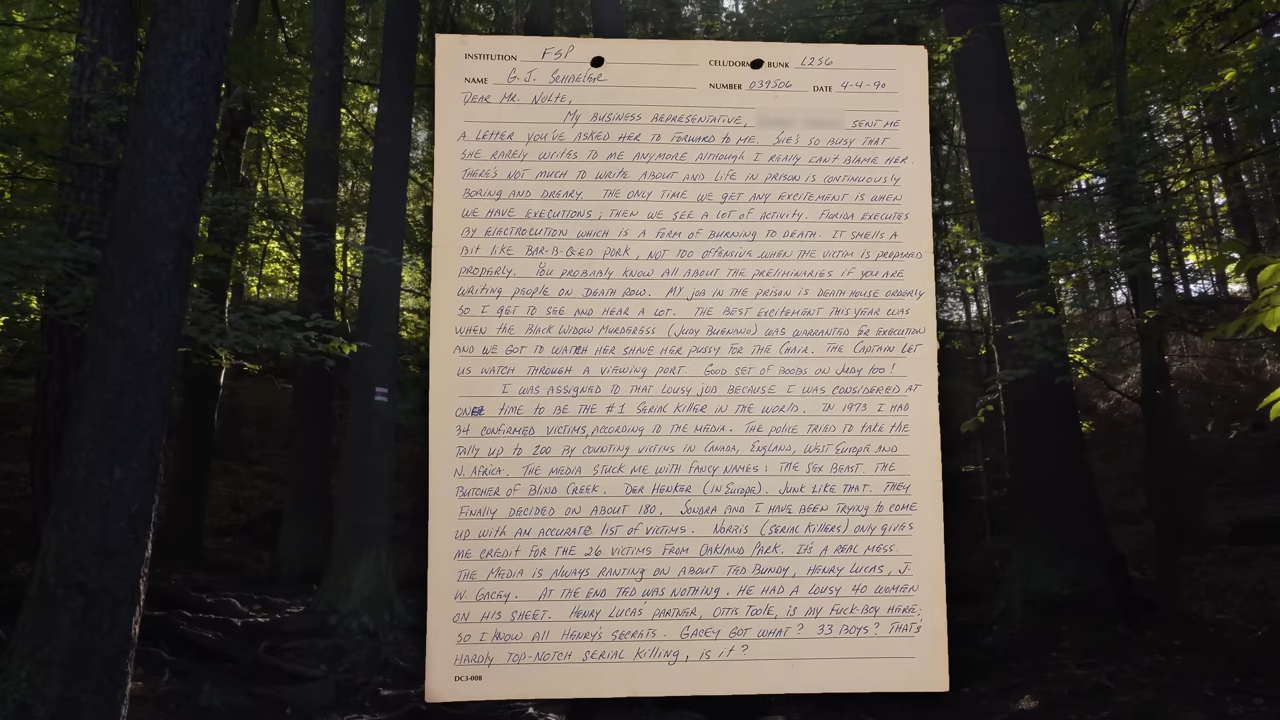 INSTITUTION FSP CELL/DORM BUNK L2S6
NAME G.J. SCHAEFER NUMBER 039506 DATE 4-4-90
DEAR MR. NOLTE,
MY BUSINESS REPRESENTATIVE, SENT ME
A LETTER YOU'VE ASKED HER TO FORWARD TO ME. SHE'S SO BUSY THAT
SHE RARELY WRITES TO ME ANYMORE ALTHOUGH I REALLY CAN'T BLAME HER.
THERE'S NOT MUCH TO WRITE ABOUT AND LIFE IN PRISON IS CONTINUOUSLY
BORING AND DREARY. THE ONLY TIME WE GET ANY EXCITEMENT IS WHEN
WE HAVE EXECUTIONS; THEN WE SEE A LOT OF ACTIVITY. FLORIDA EXECUTES
BY ELECTROCUTION WHICH IS A FORM OF BURNING TO DEATH. IT SMELLS A
BIT LIKE BAR-B-QED PORK, NOT TOO OFFENSIVE WHEN THE VICTIM IS PREPARED
PROPERLY. YOU PROBABLY KNOW ALL ABOUT THE PRELIMINARIES IF YOU ARE
WRITING PEOPLE ON DEATH ROW. MY JOB IN THE PRISON IS DEATH HOUSE ORDERLY
SO I GET TO SEE AND HEAR A LOT. THE BEST EXCITEMENT THIS YEAR WAS
WHEN THE BLACK WIDOW MURDERESS (JUDY BUENANO) WAS WARRANTED FOR EXECUTION
AND WE GOT TO WATCH HER SHAVE HER PUSSY FOR THE CHAIR. THE CAPTAIN LET
US WATCH THROUGH A VIEWING PORT. GOOD SET OF BOOBS ON JUDY TOO!
I WAS ASSIGNED TO THAT LOUSY JOB BECAUSE I WAS CONSIDERED AT
ONE TIME TO BE THE #1 SERIAL KILLER IN THE WORLD. IN 1973 I HAD
34 CONFIRMED VICTIMS, ACCORDING TO THE MEDIA. THE POLICE TRIED TO TAKE THE
TALLY UP TO 200 BY COUNTING VICTIMS IN CANADA, ENGLAND, WEST EUROPE AND
N. AFRICA. THE MEDIA STUCK ME WITH FANCY NAMES: THE SEX BEAST. THE
BUTCHER OF BLIND CREEK. DER HENKER (IN EUROPE). JUNK LIKE THAT. THEY
FINALLY DECIDED ON ABOUT 180. SONDRA AND I HAVE BEEN TRYING TO COME
UP WITH AN ACCURATE LIST OF VICTIMS. NORRIS (SERIAL KILLERS) ONLY GIVES
ME CREDIT FOR THE 26 VICTIMS FROM OAKLAND PARK. IT'S A REAL MESS.
THE MEDIA IS ALWAYS RANTING ON ABOUT TED BUNDY, HENRY LUCAS, J.
W. GACEY. AT THE END TED WAS NOTHING. HE HAD A LOUSY 40 WOMEN
ON HIS SHEET. HENRY LUCAS' PARTNER, OTTIS TOOLE, IS MY FUCK-BOY HERE;
SO I KNOW ALL HENRY'S SECRETS. GACEY GOT WHAT? 33 BOYS? THAT'S
HARDLY TOP-NOTCH SERIAL KILLING, IS IT?
DC3-008